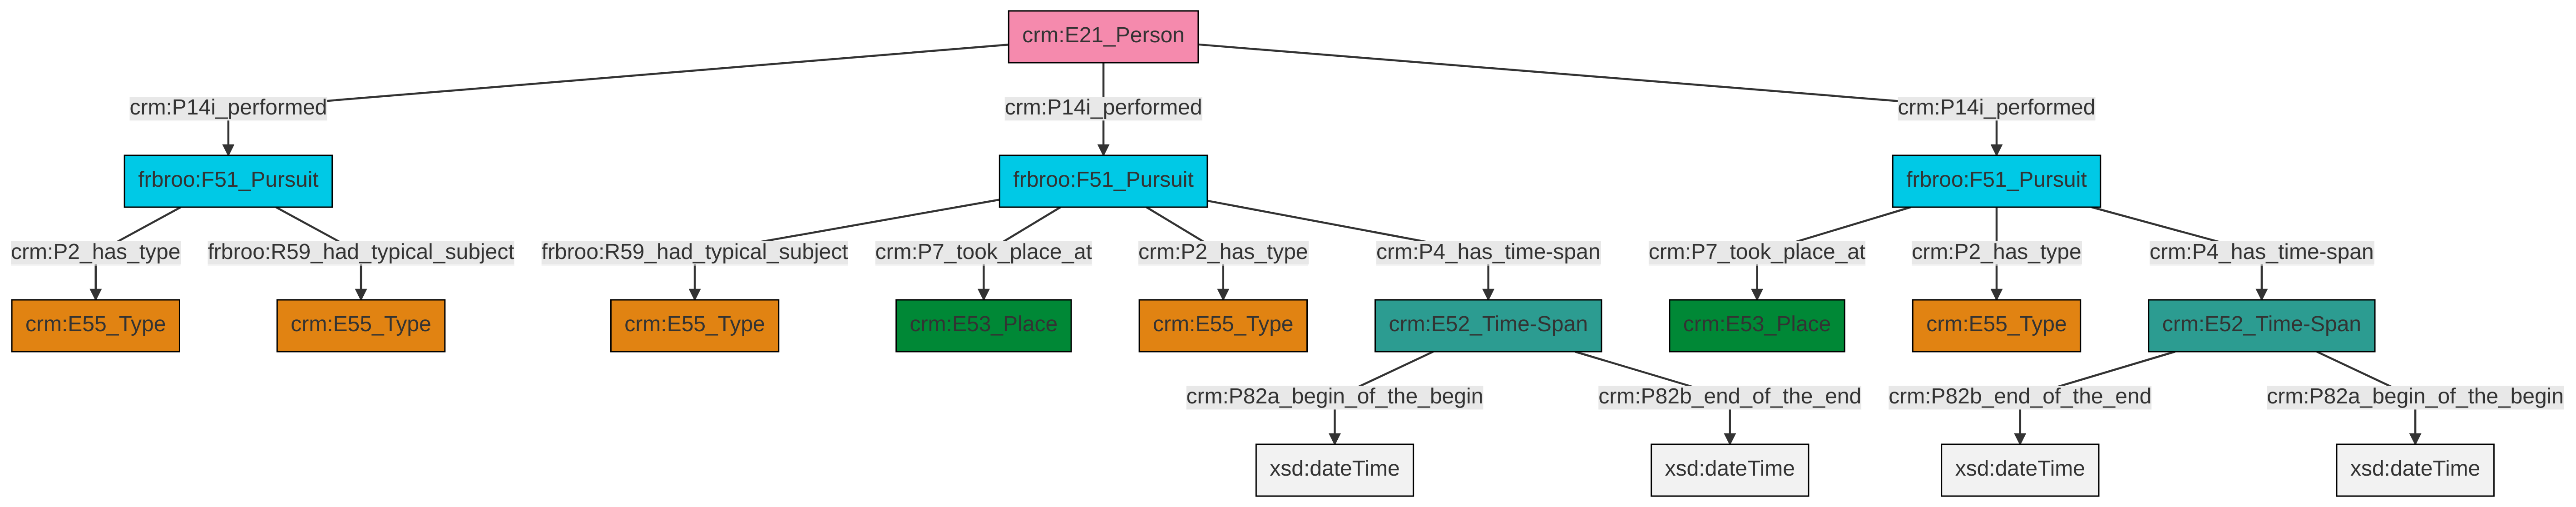 crm:E21_Person
crm:P14i_performed crm:P14i_performed crm:P14i_performed
frbroo:F51_Pursuit frbroo:F51_Pursuit frbroo:F51_Pursuit
crm:P2_has_type frbroo:R59_had_typical_subject frbroo:R59_had_typical_subject crm:P7_took_place_at crm:P2_has_type crm:P4_has_time-span crm:P7_took_place_at crm:P2_has_type crm:P4_has_time-span
crm:E55_Type crm:E55_Type crm:E55_Type crm:E53_Place crm:E55_Type crm:E52_Time-Span crm:E53_Place crm:E55_Type crm:E52_Time-Span
crm:P82a_begin_of_the_begin crm:P82b_end_of_the_end crm:P82b_end_of_the_end crm:P82a_begin_of_the_begin
xsd:dateTime xsd:dateTime xsd:dateTime xsd:dateTime